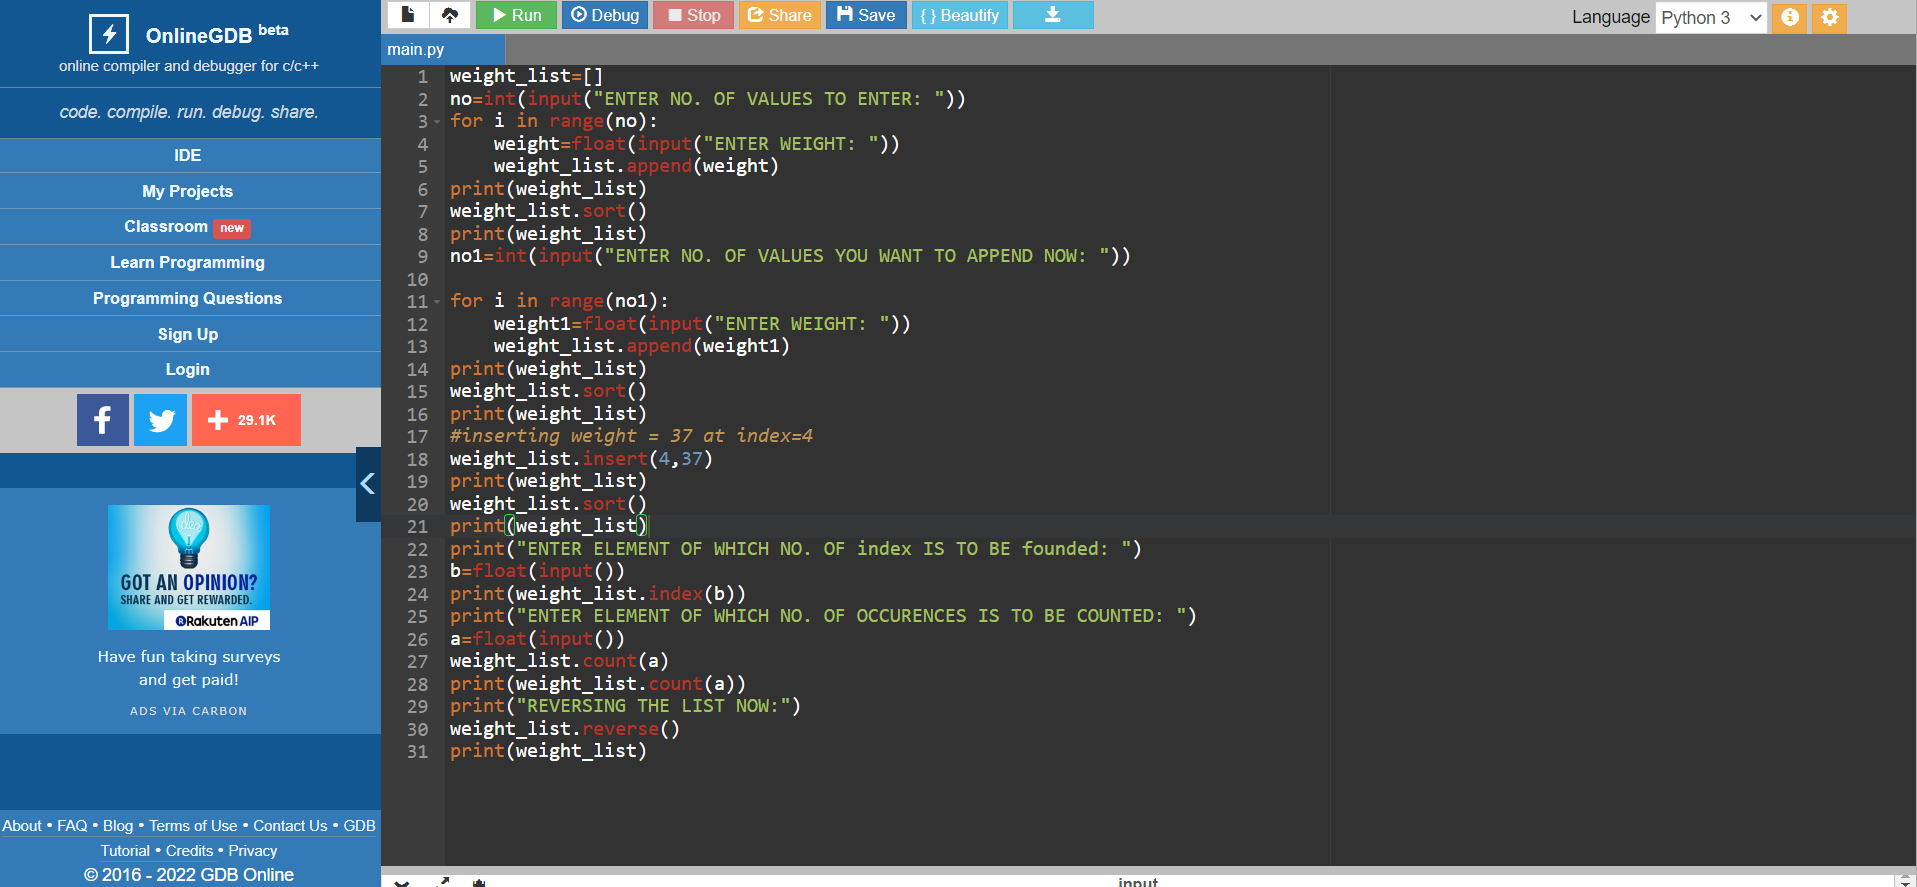 OnlineGDB beta
online compiler and debugger for c/c++
code. compile. run. debug. share.
IDE
My Projects
Classroom new
Learn Programming
Programming Questions
Sign Up
Login
29.1K
GOT AN OPINION?
SHARE AND GET REWARDED.
Rakuten AIP
Have fun taking surveys
and get paid!
ADS VIA CARBON
About • FAQ • Blog • Terms of Use • Contact Us • GDB
Tutorial • Credits • Privacy
© 2016 - 2022 GDB Online
Run Debug Stop Share Save { } Beautify Language Python 3
main.py
1 weight_list=[]
2 no=int(input("ENTER NO. OF VALUES TO ENTER: "))
3 for i in range(no):
4     weight=float(input("ENTER WEIGHT: "))
5     weight_list.append(weight)
6 print(weight_list)
7 weight_list.sort()
8 print(weight_list)
9 no1=int(input("ENTER NO. OF VALUES YOU WANT TO APPEND NOW: "))
10
11 for i in range(no1):
12     weight1=float(input("ENTER WEIGHT: "))
13     weight_list.append(weight1)
14 print(weight_list)
15 weight_list.sort()
16 print(weight_list)
17 #inserting weight = 37 at index=4
18 weight_list.insert(4,37)
19 print(weight_list)
20 weight_list.sort()
21 print(weight_list)
22 print("ENTER ELEMENT OF WHICH NO. OF index IS TO BE founded: ")
23 b=float(input())
24 print(weight_list.index(b))
25 print("ENTER ELEMENT OF WHICH NO. OF OCCURENCES IS TO BE COUNTED: ")
26 a=float(input())
27 weight_list.count(a)
28 print(weight_list.count(a))
29 print("REVERSING THE LIST NOW:")
30 weight_list.reverse()
31 print(weight_list)
input